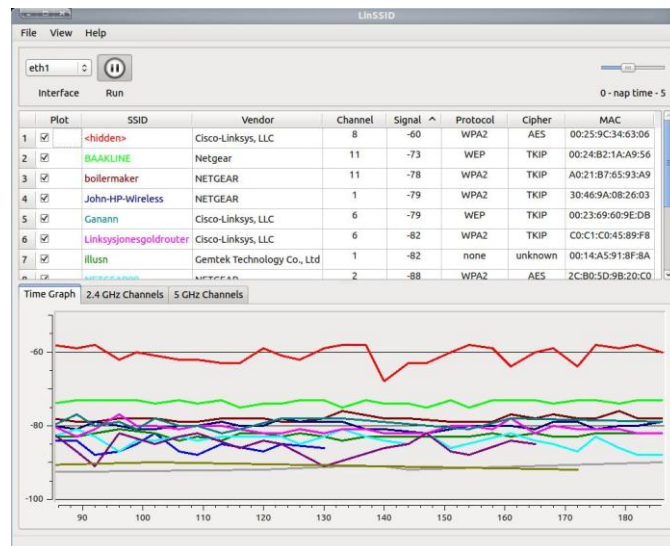 LinSSID
File View Help
eth1
Interface Run 0 - nap time - 5
Plot SSID Vendor Channel Signal Protocol Cipher MAC
1 <hidden> Cisco-Linksys, LLC 8 -60 WPA2 AES 00:25:9C:34:63:06
2 BAAKLINE Netgear 11 -73 WEP TKIP 00:24:B2:1A:A9:56
3 boilermaker NETGEAR 11 -78 WPA2 TKIP A0:21:B7:65:93:A9
4 John-HP-Wireless NETGEAR 1 -79 WPA2 TKIP 30:46:9A:08:26:03
5 Ganann Cisco-Linksys, LLC 6 -79 WEP TKIP 00:23:69:60:9E:DB
6 Linksysjonesgoldrouter Cisco-Linksys, LLC 6 -82 WPA2 TKIP C0:C1:C0:45:89:F8
7 illusn Gemtek Technology Co., Ltd 1 -82 none unknown 00:14:A5:91:8F:8A
2 -88 WPA2 AES 2C:B0:5D:9B:20:C0
Time Graph 2.4 GHz Channels 5 GHz Channels
-60
-80
-100
90 100 110 120 130 140 150 160 170 180